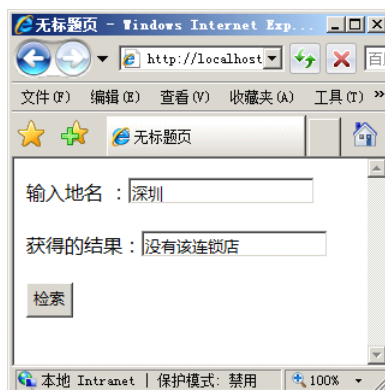 无标题页 - Windows Internet Exp...
http://localhost
文件(F) 编辑(E) 查看(V) 收藏夹(A) 工具(T) »
无标题页
输入地名 ：深圳
获得的结果：没有该连锁店
检索
本地 Intranet | 保护模式: 禁用 100%